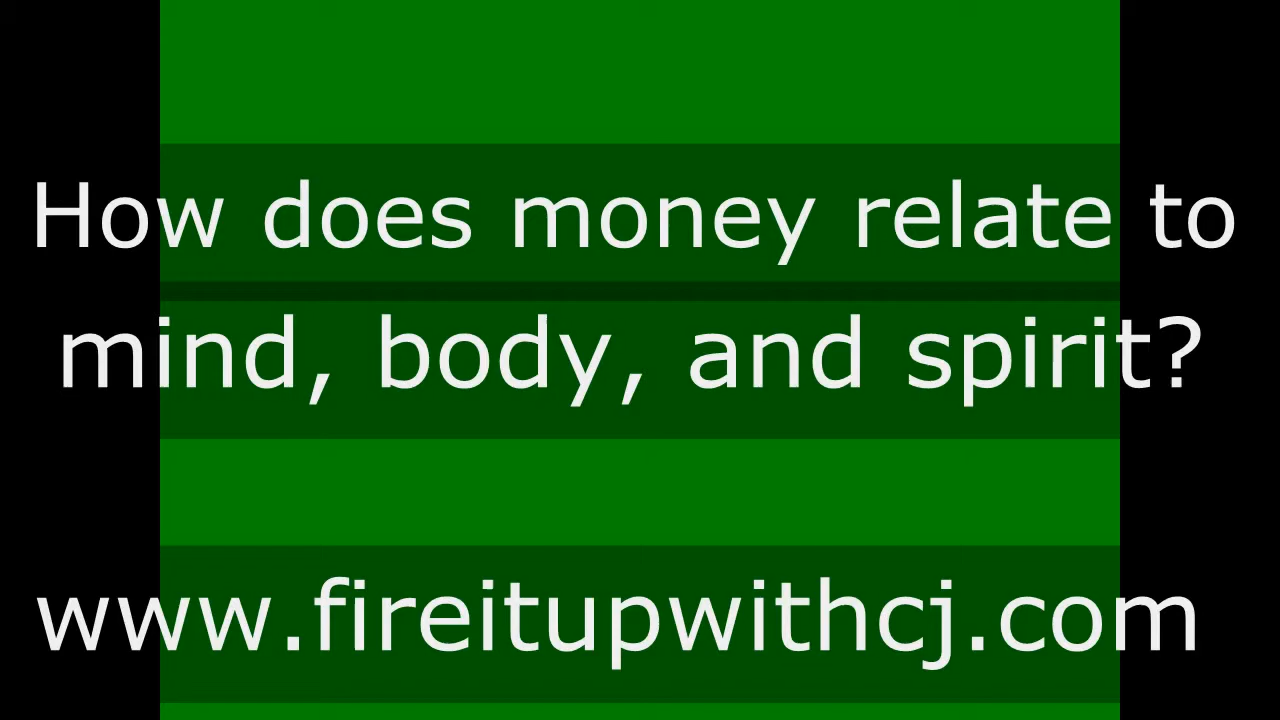 How does money relate to
mind, body, and spirit?
www.fireitupwithcj.com